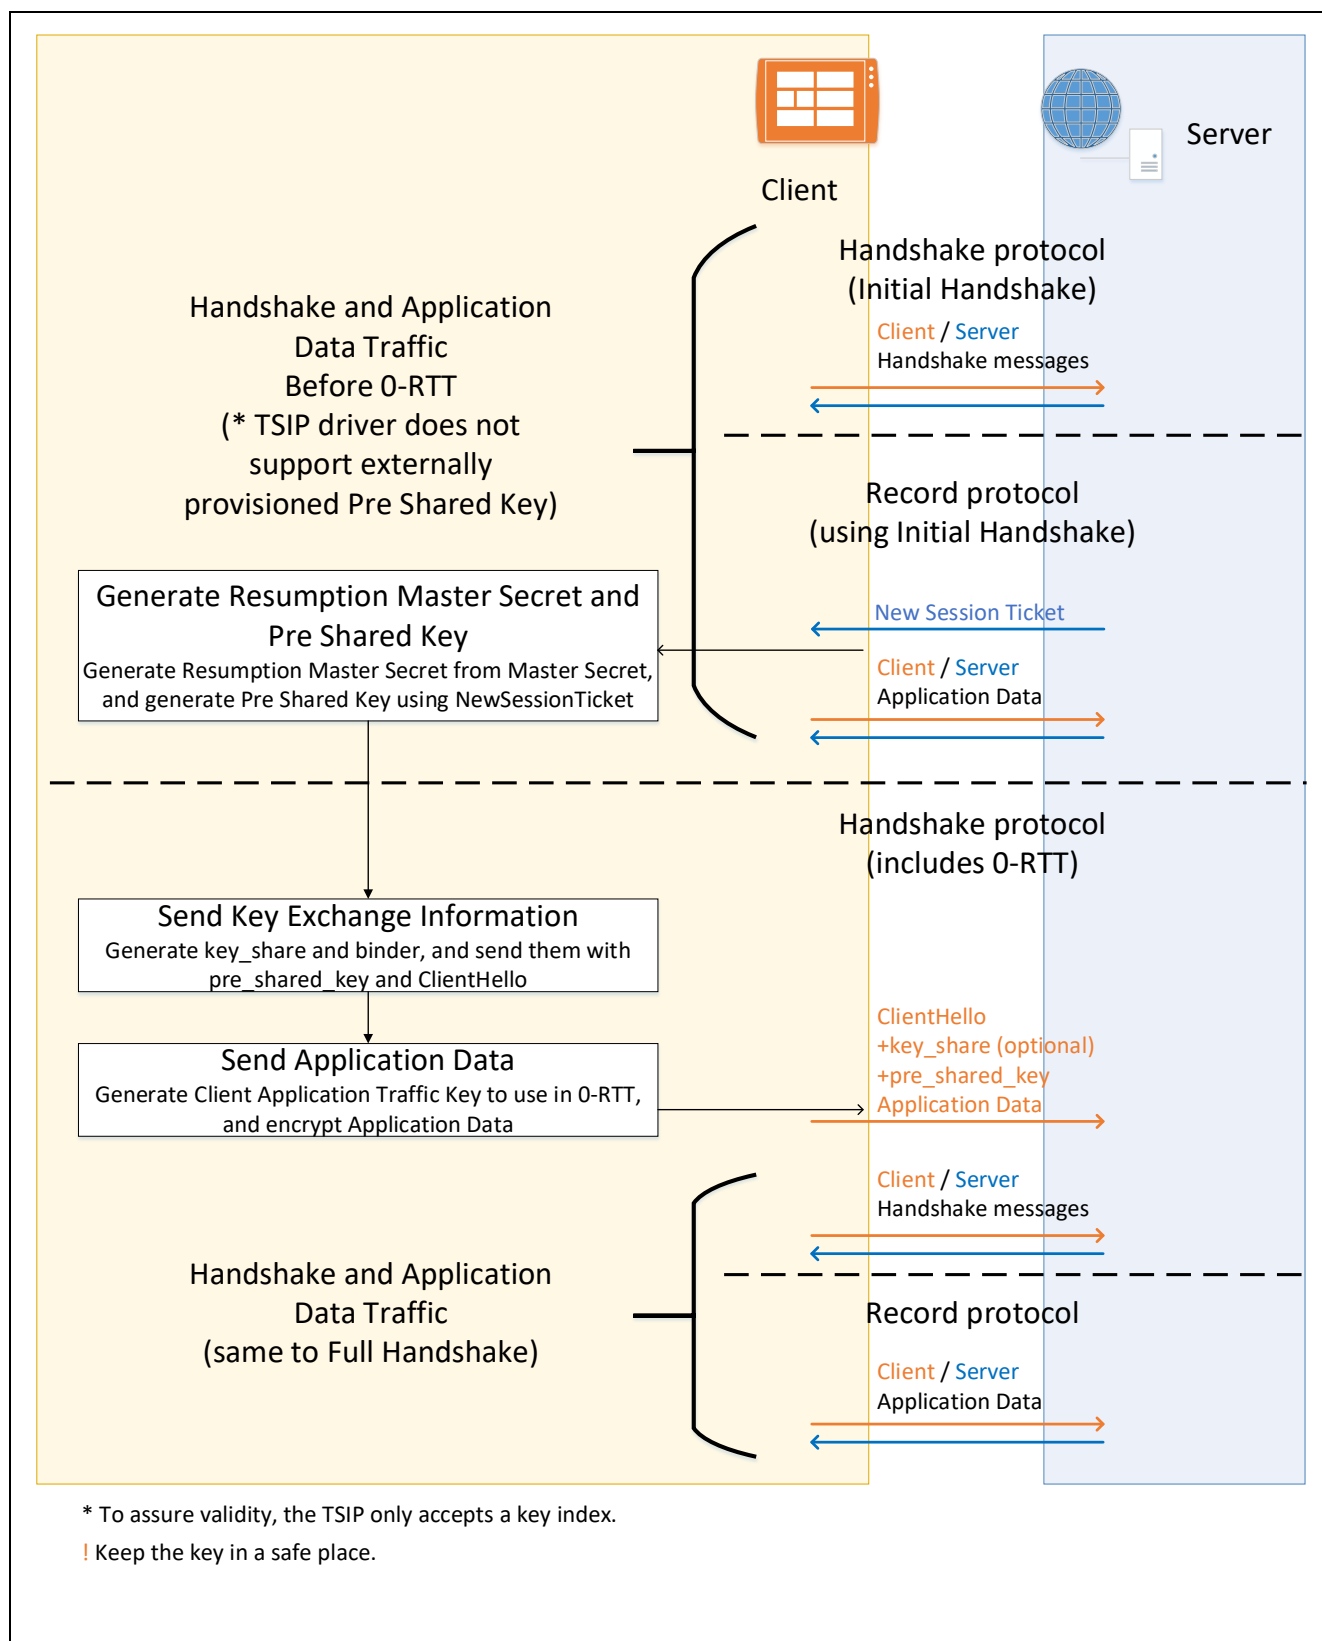 Server
Client
Handshake protocol
(Initial Handshake)
Handshake and Application
Data Traffic
Before 0-RTT
(* TSIP driver does not
support externally
provisioned Pre Shared Key)
Client / Server
Handshake messages
Record protocol
(using Initial Handshake)
Generate Resumption Master Secret and
Pre Shared Key
Generate Resumption Master Secret from Master Secret,
and generate Pre Shared Key using NewSessionTicket
New Session Ticket
Client / Server
Application Data
Handshake protocol
(includes 0-RTT)
Send Key Exchange Information
Generate key_share and binder, and send them with
pre_shared_key and ClientHello
Send Application Data
Generate Client Application Traffic Key to use in 0-RTT,
and encrypt Application Data
ClientHello
+key_share (optional)
+pre_shared_key
Application Data
Client / Server
Handshake messages
Handshake and Application
Data Traffic
(same to Full Handshake)
Record protocol
Client / Server
Application Data
* To assure validity, the TSIP only accepts a key index.
! Keep the key in a safe place.